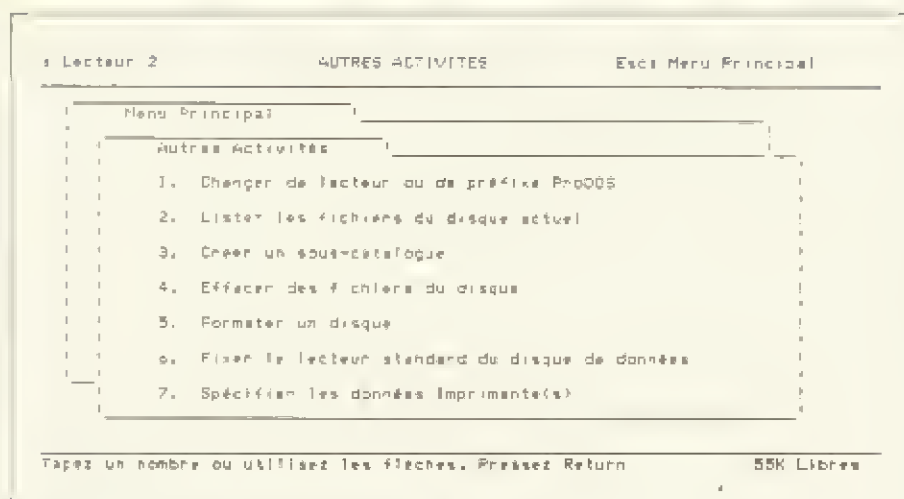 : Lecteur 2 AUTRES ACTIVITES Esc: Menu Principal
Menu Principal
Autres Activités
1. Changer de lecteur ou de préfixe ProDOS
2. Lister les fichiers du disque actuel
3. Créer un sous-catalogue
4. Effacer des fichiers du disque
5. Formater un disque
6. Fixer le lecteur standard du disque de données
7. Spécifier les données Imprimante(s)
Tapez un nombre ou utilisez les flèches. Pressez Return 55K Libres